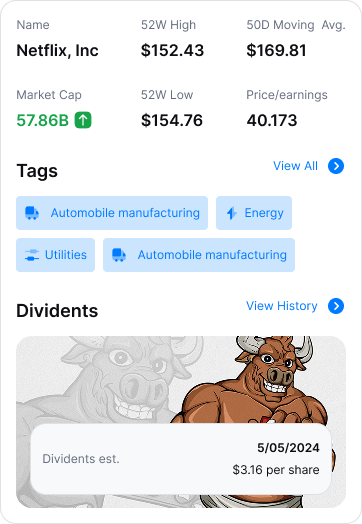 Name 52W High 50D Moving Avg.
Netflix, Inc $152.43 $169.81
Market Cap 52W Low Price/earnings
57.86B $154.76 40.173
Tags View All
Automobile manufacturing Energy
Utilities Automobile manufacturing
Dividents View History
5/05/2024
Dividents est.
$3.16 per share